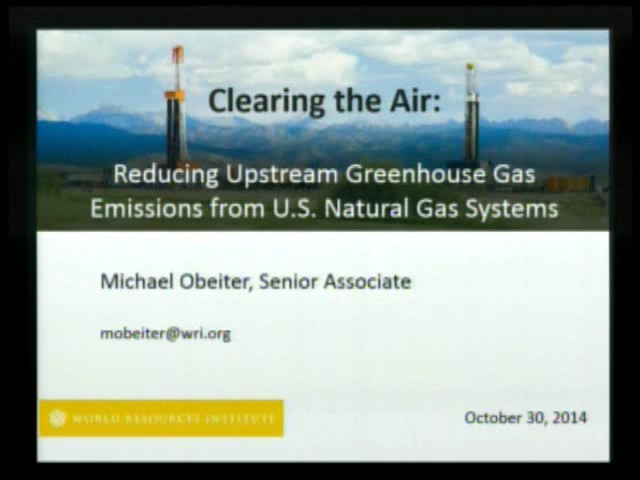 Clearing the Air:
Reducing Upstream Greenhouse Gas
Emissions from U.S. Natural Gas Systems
Michael Obeiter, Senior Associate
mobeiter@wri.org
WORLD RESOURCES INSTITUTE
October 30, 2014